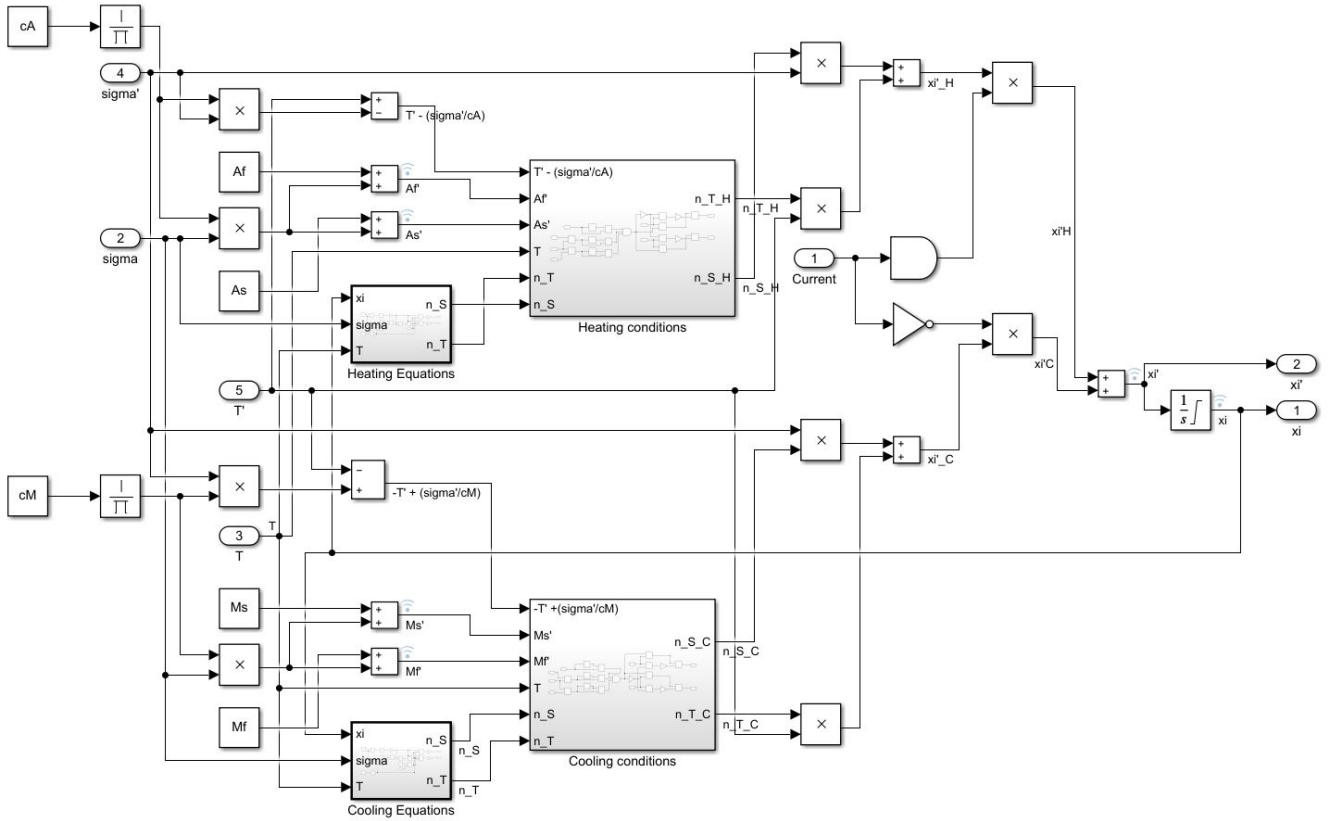 cA
1
∏
4
sigma'
×
+
−
T' - (sigma'/cA)
Af
+
+
Af'
×
+
+
As'
2
sigma
As
xi
sigma
T
n_S
n_T
Heating Equations
T' - (sigma'/cA)
Af'
As'
T
n_T
n_S
n_T_H
n_S_H
Heating conditions
n_T_H
n_S_H
×
×
+
+
xi'_H
×
xi'H
1
Current
×
xi'C
+
+
xi'
2
xi'
1
s
xi
1
xi
5
T'
×
+
+
xi'_C
cM
1
∏
×
−
+
-T' + (sigma'/cM)
3
T
T
Ms
+
+
Ms'
×
+
+
Mf'
Mf
xi
sigma
T
n_S
n_T
n_S
n_T
Cooling Equations
-T' +(sigma'/cM)
Ms'
Mf'
T
n_S
n_T
n_S_C
n_T_C
Cooling conditions
n_S_C
n_T_C
×